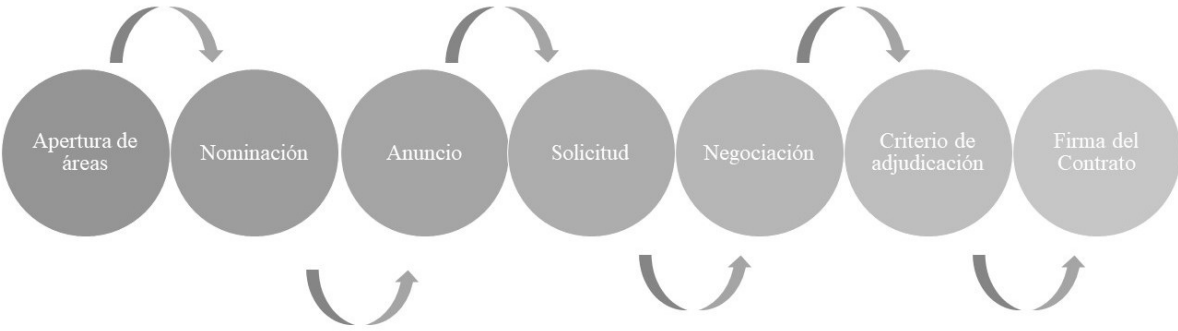 Apertura de
áreas
Nominación
Anuncio
Solicitud
Negociación
Criterio de
adjudicación
Firma del
Contrato